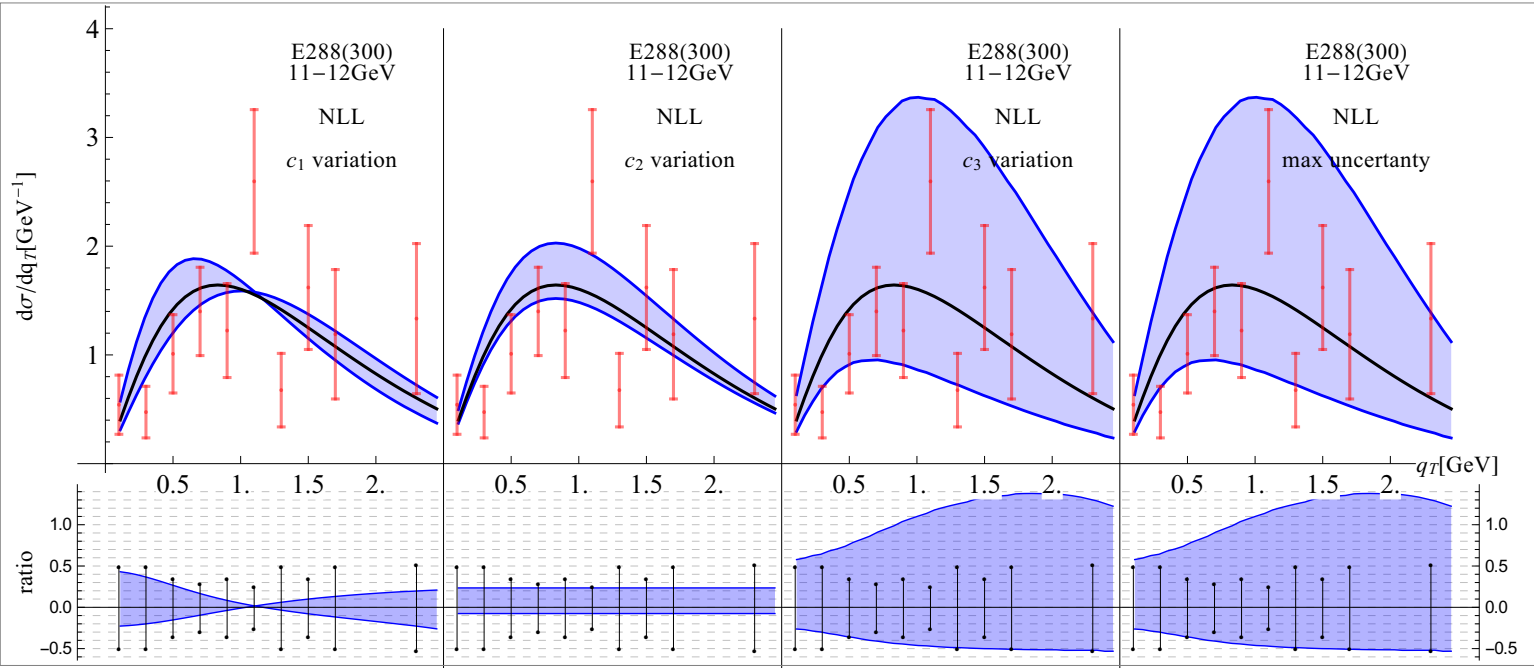 4
3
2
1
dσ/dq_T[GeV⁻¹]
E288(300)
11−12GeV
NLL
c₁ variation
E288(300)
11−12GeV
NLL
c₂ variation
E288(300)
11−12GeV
NLL
c₃ variation
E288(300)
11−12GeV
NLL
max uncertanty
q_T[GeV]
0.5 1. 1.5 2.
0.5 1. 1.5 2.
0.5 1. 1.5 2.
0.5 1. 1.5 2.
ratio
1.0
0.5
0.0
−0.5
1.0
0.5
0.0
−0.5